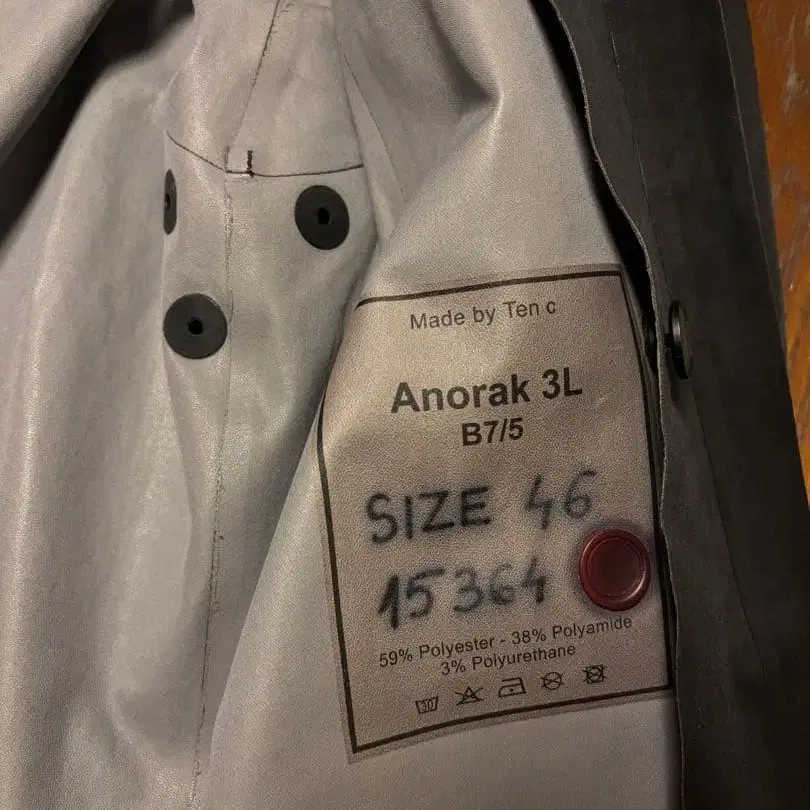 Made by Ten c
Anorak 3L
B7/5
SIZE 46
15364
59% Polyester - 38% Polyamide
3% Polyurethane
30